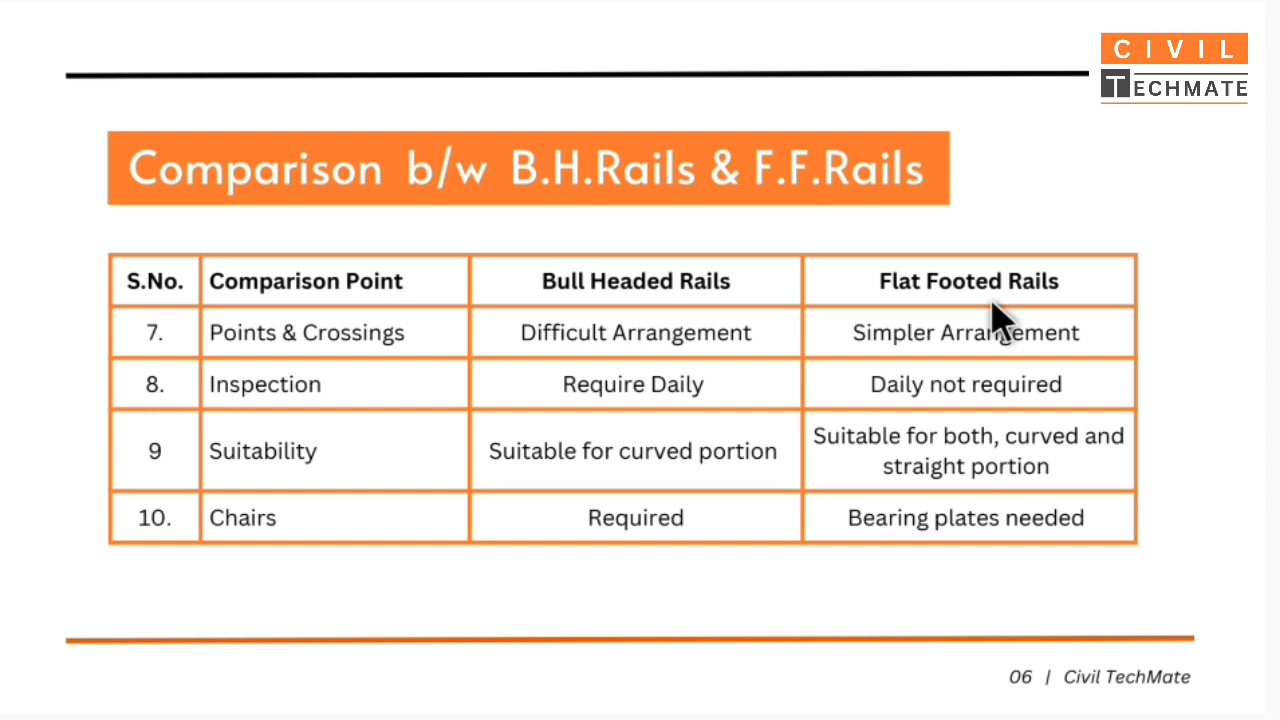 CIVIL
TECHMATE
Comparison b/w B.H.Rails & F.F.Rails
S.No. Comparison Point Bull Headed Rails Flat Footed Rails
7. Points & Crossings Difficult Arrangement Simpler Arrangement
8. Inspection Require Daily Daily not required
9 Suitability Suitable for curved portion Suitable for both, curved and
straight portion
10. Chairs Required Bearing plates needed
06 | Civil TechMate